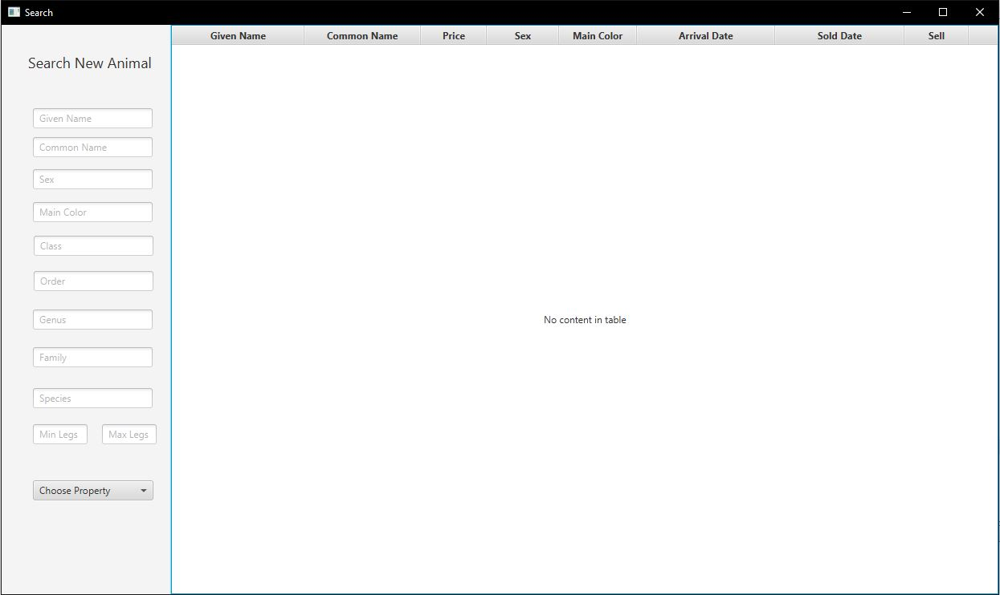 Search
Search New Animal
Given Name
Common Name
Sex
Main Color
Class
Order
Genus
Family
Species
Min Legs Max Legs
Choose Property
Given Name Common Name Price Sex Main Color Arrival Date Sold Date Sell
No content in table